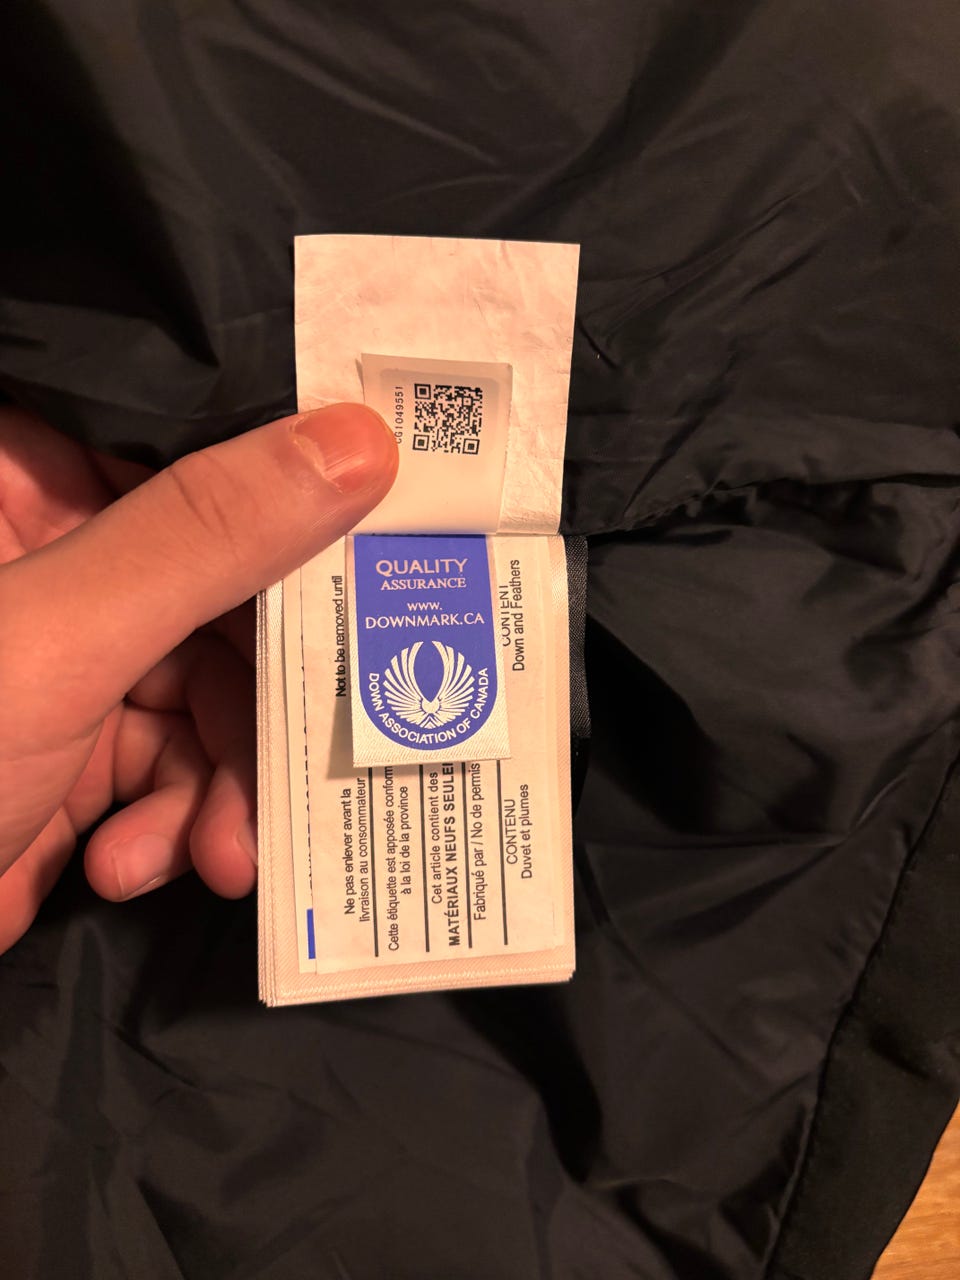 CG1049551
QUALITY
ASSURANCE
www.
DOWNMARK.CA
DOWN ASSOCIATION OF CANADA
Not to be removed until
CONTENT
Down and Feathers
Ne pas enlever avant la
livraison au consommateur
Cette étiquette est apposée conform
à la loi de la province
Cet article contient des
MATÉRIAUX NEUFS SEULE
Fabriqué par / No de permis
CONTENU
Duvet et plumes